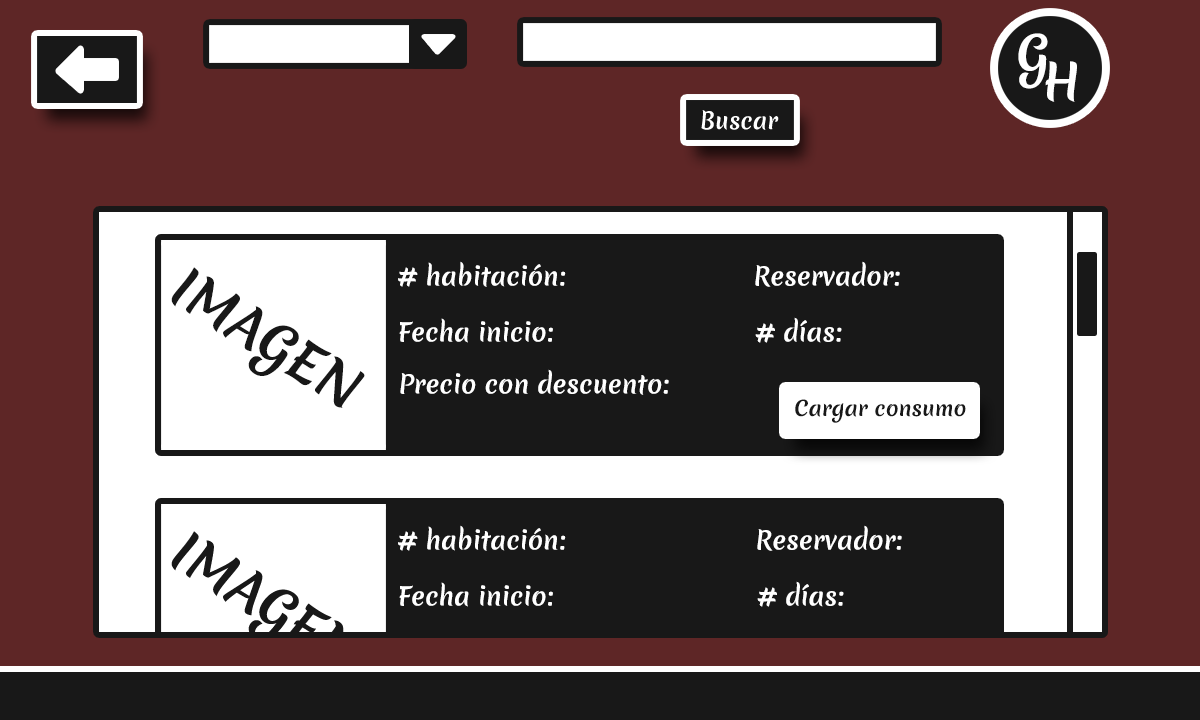 GH
Buscar
IMAGEN
# habitación:
Reservador:
Fecha inicio:
# días:
Precio con descuento:
Cargar consumo
IMAGEN
# habitación:
Reservador:
Fecha inicio:
# días: